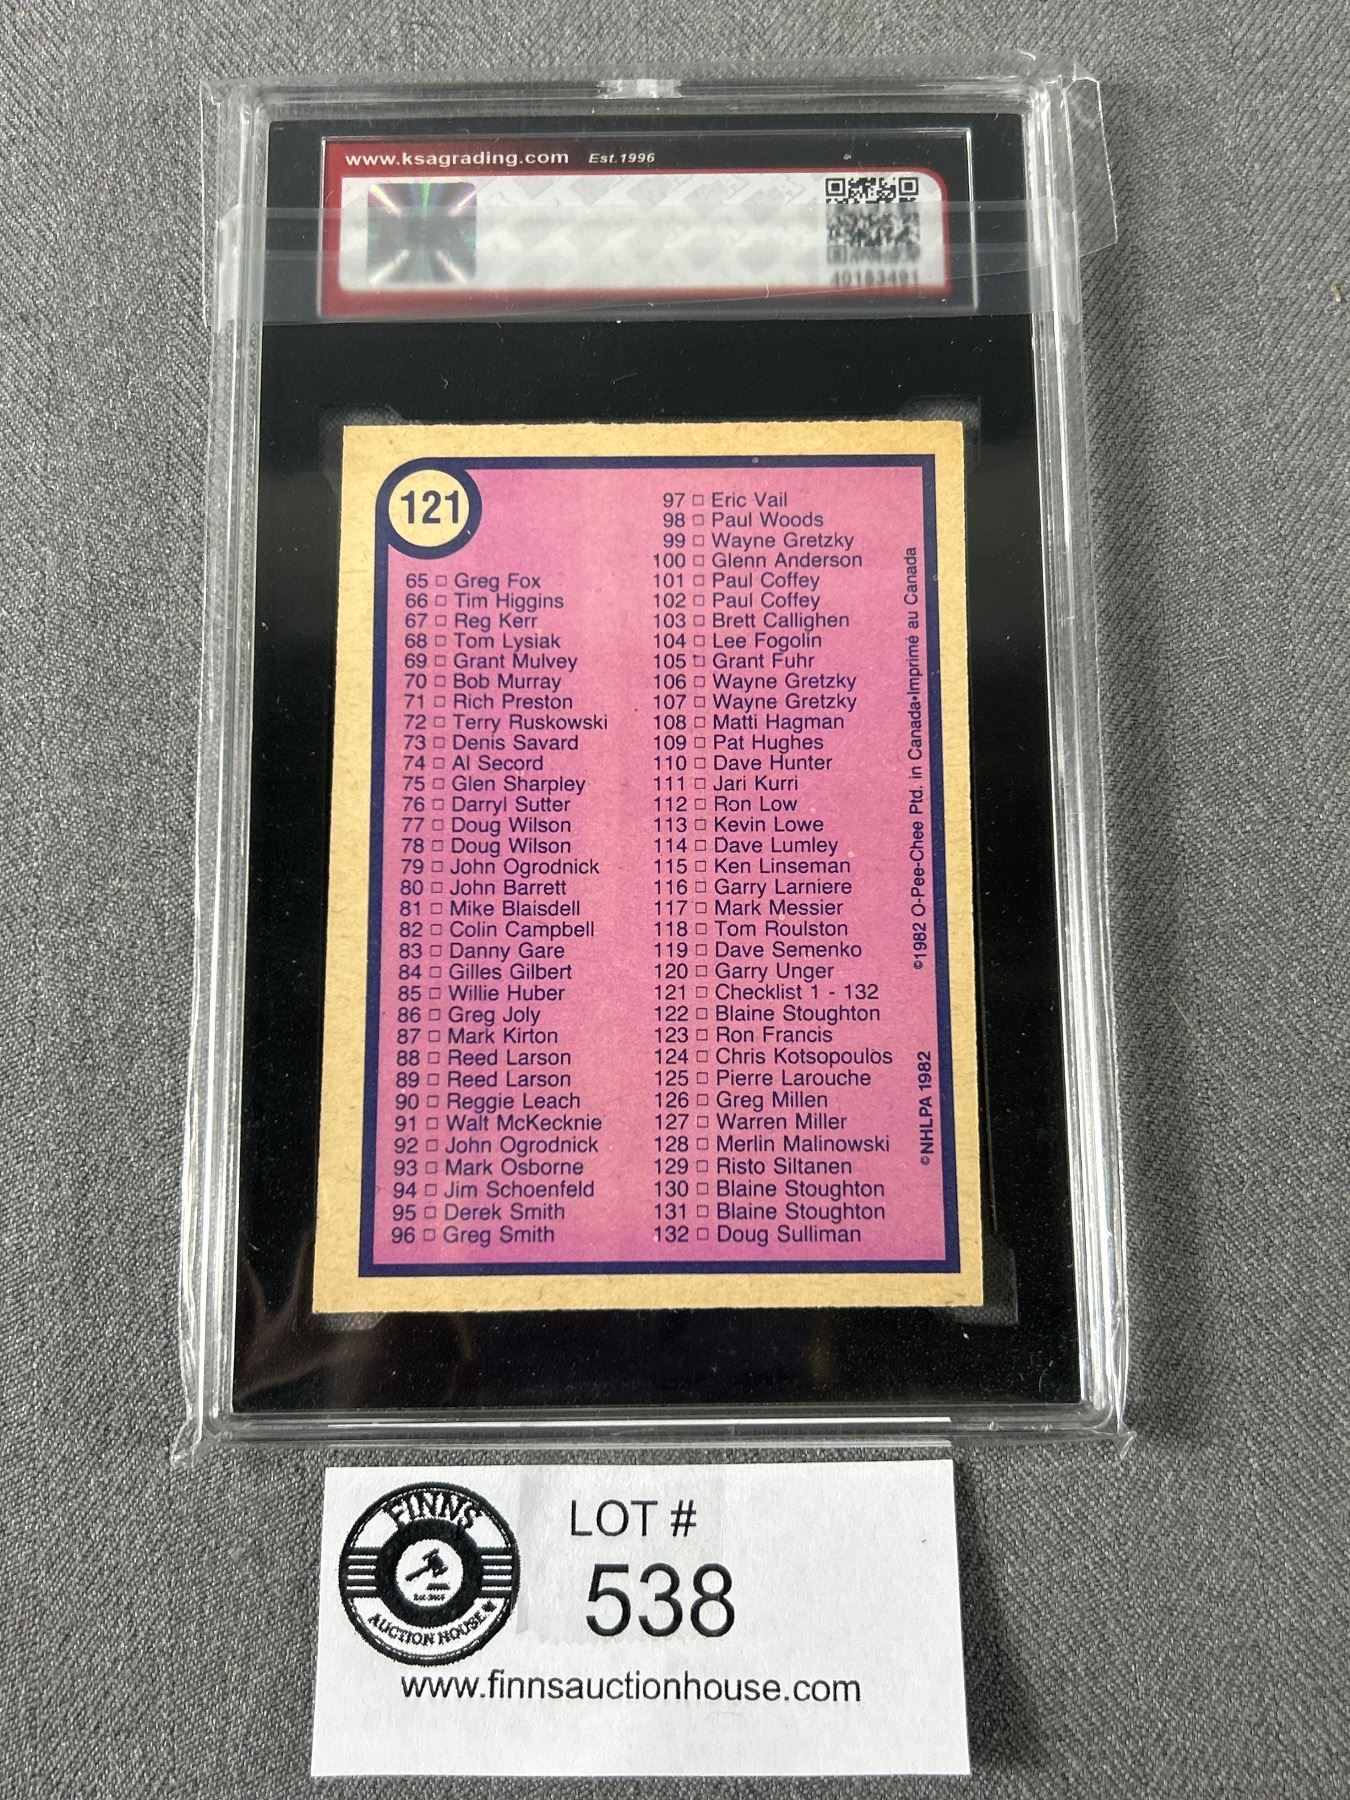 www.ksagrading.com Est.1996
40163491
121
65 □ Greg Fox
66 □ Tim Higgins
67 □ Reg Kerr
68 □ Tom Lysiak
69 □ Grant Mulvey
70 □ Bob Murray
71 □ Rich Preston
72 □ Terry Ruskowski
73 □ Denis Savard
74 □ Al Secord
75 □ Glen Sharpley
76 □ Darryl Sutter
77 □ Doug Wilson
78 □ Doug Wilson
79 □ John Ogrodnick
80 □ John Barrett
81 □ Mike Blaisdell
82 □ Colin Campbell
83 □ Danny Gare
84 □ Gilles Gilbert
85 □ Willie Huber
86 □ Greg Joly
87 □ Mark Kirton
88 □ Reed Larson
89 □ Reed Larson
90 □ Reggie Leach
91 □ Walt McKecknie
92 □ John Ogrodnick
93 □ Mark Osborne
94 □ Jim Schoenfeld
95 □ Derek Smith
96 □ Greg Smith
97 □ Eric Vail
98 □ Paul Woods
99 □ Wayne Gretzky
100 □ Glenn Anderson
101 □ Paul Coffey
102 □ Paul Coffey
103 □ Brett Callighen
104 □ Lee Fogolin
105 □ Grant Fuhr
106 □ Wayne Gretzky
107 □ Wayne Gretzky
108 □ Matti Hagman
109 □ Pat Hughes
110 □ Dave Hunter
111 □ Jari Kurri
112 □ Ron Low
113 □ Kevin Lowe
114 □ Dave Lumley
115 □ Ken Linseman
116 □ Garry Larniere
117 □ Mark Messier
118 □ Tom Roulston
119 □ Dave Semenko
120 □ Garry Unger
121 □ Checklist 1 - 132
122 □ Blaine Stoughton
123 □ Ron Francis
124 □ Chris Kotsopoulos
125 □ Pierre Larouche
126 □ Greg Millen
127 □ Warren Miller
128 □ Merlin Malinowski
129 □ Risto Siltanen
130 □ Blaine Stoughton
131 □ Blaine Stoughton
132 □ Doug Sulliman
©NHLPA 1982
©1982 O-Pee-Chee Ptd. in Canada•Imprimé au Canada
FINNS
AUCTION HOUSE
LOT #
538
www.finnsauctionhouse.com